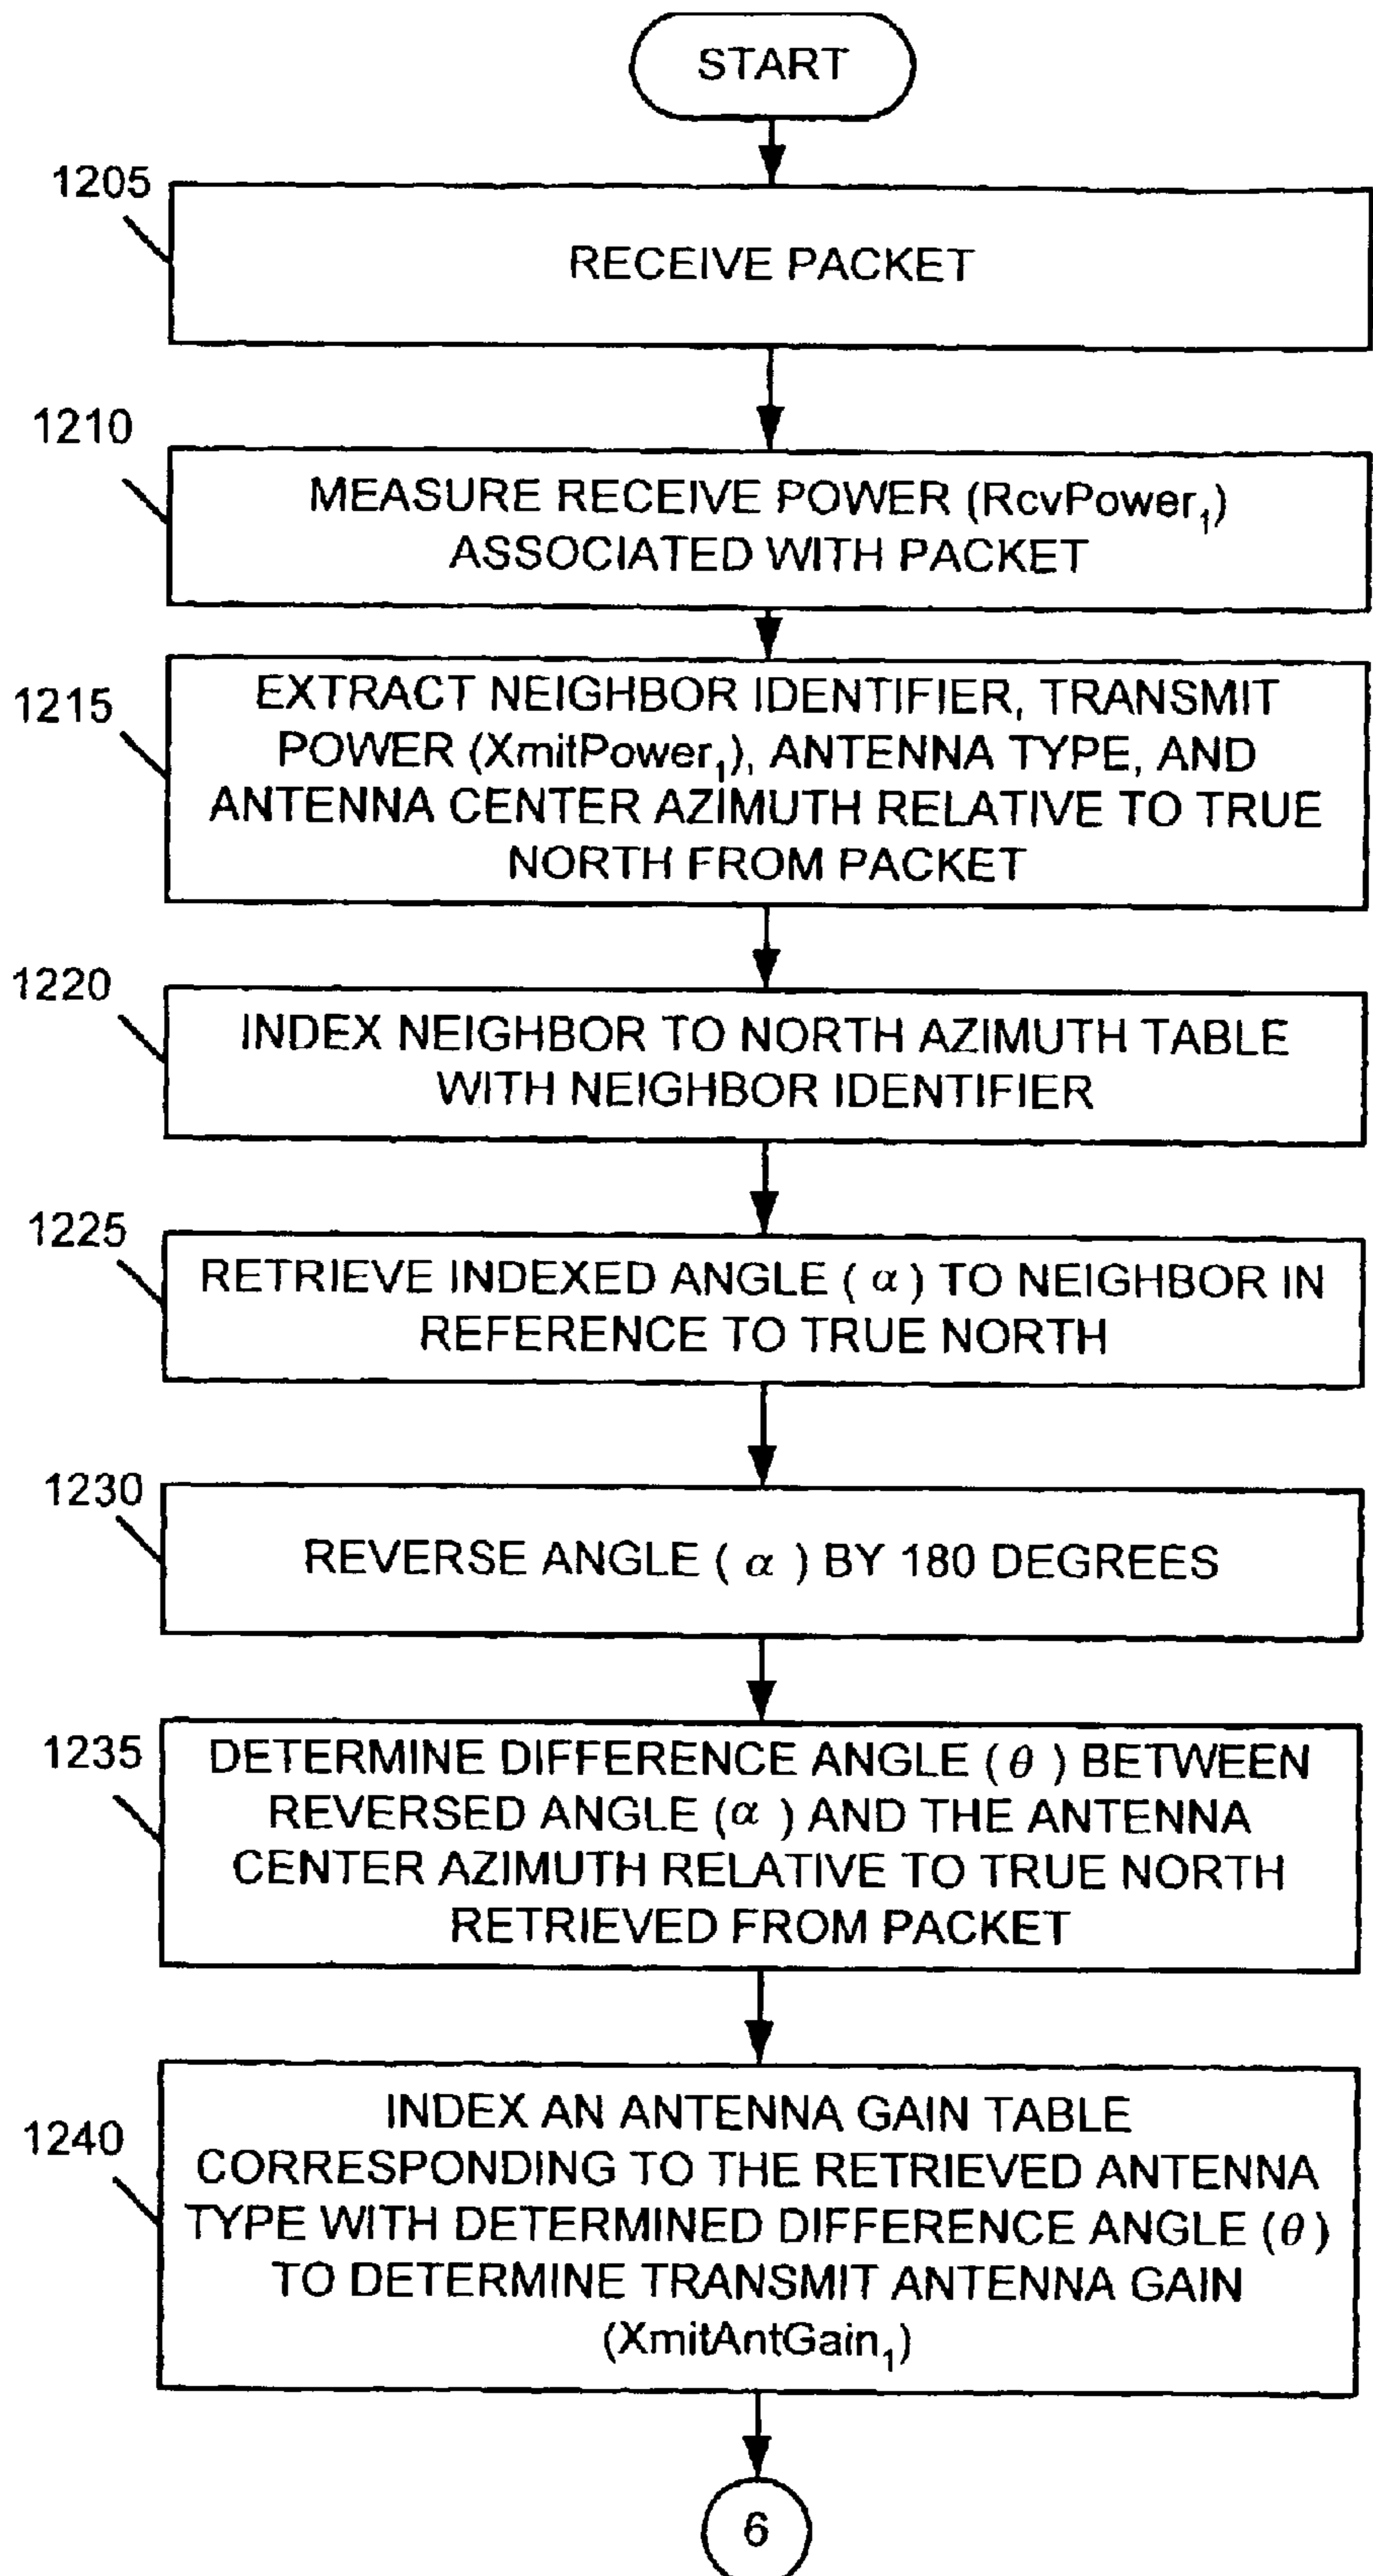 START
1205
RECEIVE PACKET
1210
MEASURE RECEIVE POWER (RcvPower₁)
ASSOCIATED WITH PACKET
1215
EXTRACT NEIGHBOR IDENTIFIER, TRANSMIT
POWER (XmitPower₁), ANTENNA TYPE, AND
ANTENNA CENTER AZIMUTH RELATIVE TO TRUE
NORTH FROM PACKET
1220
INDEX NEIGHBOR TO NORTH AZIMUTH TABLE
WITH NEIGHBOR IDENTIFIER
1225
RETRIEVE INDEXED ANGLE ( α ) TO NEIGHBOR IN
REFERENCE TO TRUE NORTH
1230
REVERSE ANGLE ( α ) BY 180 DEGREES
1235
DETERMINE DIFFERENCE ANGLE ( θ ) BETWEEN
REVERSED ANGLE (α ) AND THE ANTENNA
CENTER AZIMUTH RELATIVE TO TRUE NORTH
RETRIEVED FROM PACKET
1240
INDEX AN ANTENNA GAIN TABLE
CORRESPONDING TO THE RETRIEVED ANTENNA
TYPE WITH DETERMINED DIFFERENCE ANGLE (θ )
TO DETERMINE TRANSMIT ANTENNA GAIN
(XmitAntGain₁)
6